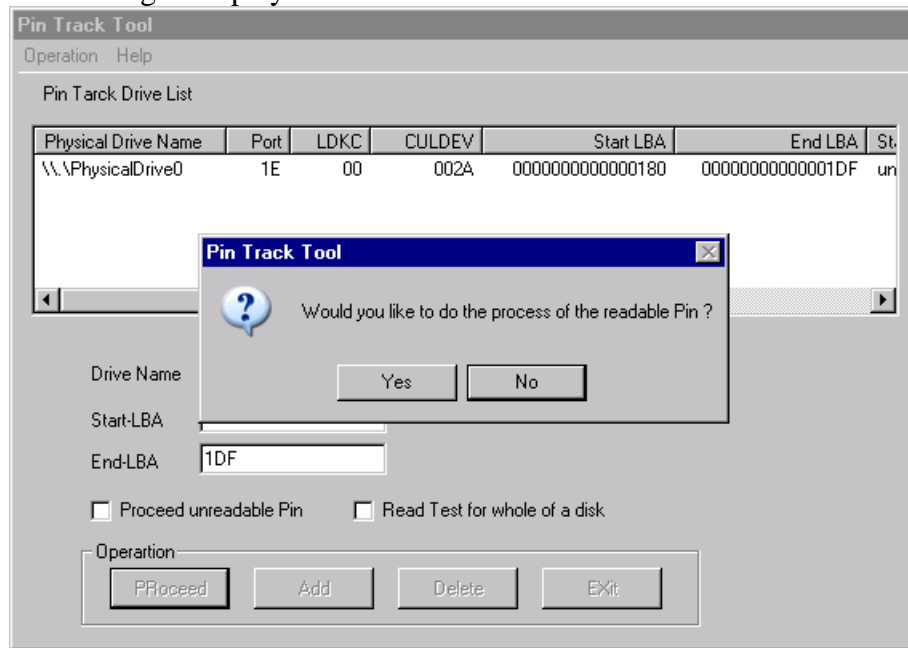 Pin Track Tool
Operation Help
Pin Tarck Drive List
Physical Drive Name Port LDKC CULDEV Start LBA End LBA St.
\\.\PhysicalDrive0 1E 00 002A 0000000000000180 00000000000001DF un
Pin Track Tool
Would you like to do the process of the readable Pin ?
Yes No
Drive Name
Start-LBA
End-LBA 1DF
Proceed unreadable Pin Read Test for whole of a disk
Operartion
PRoceed Add Delete EXit